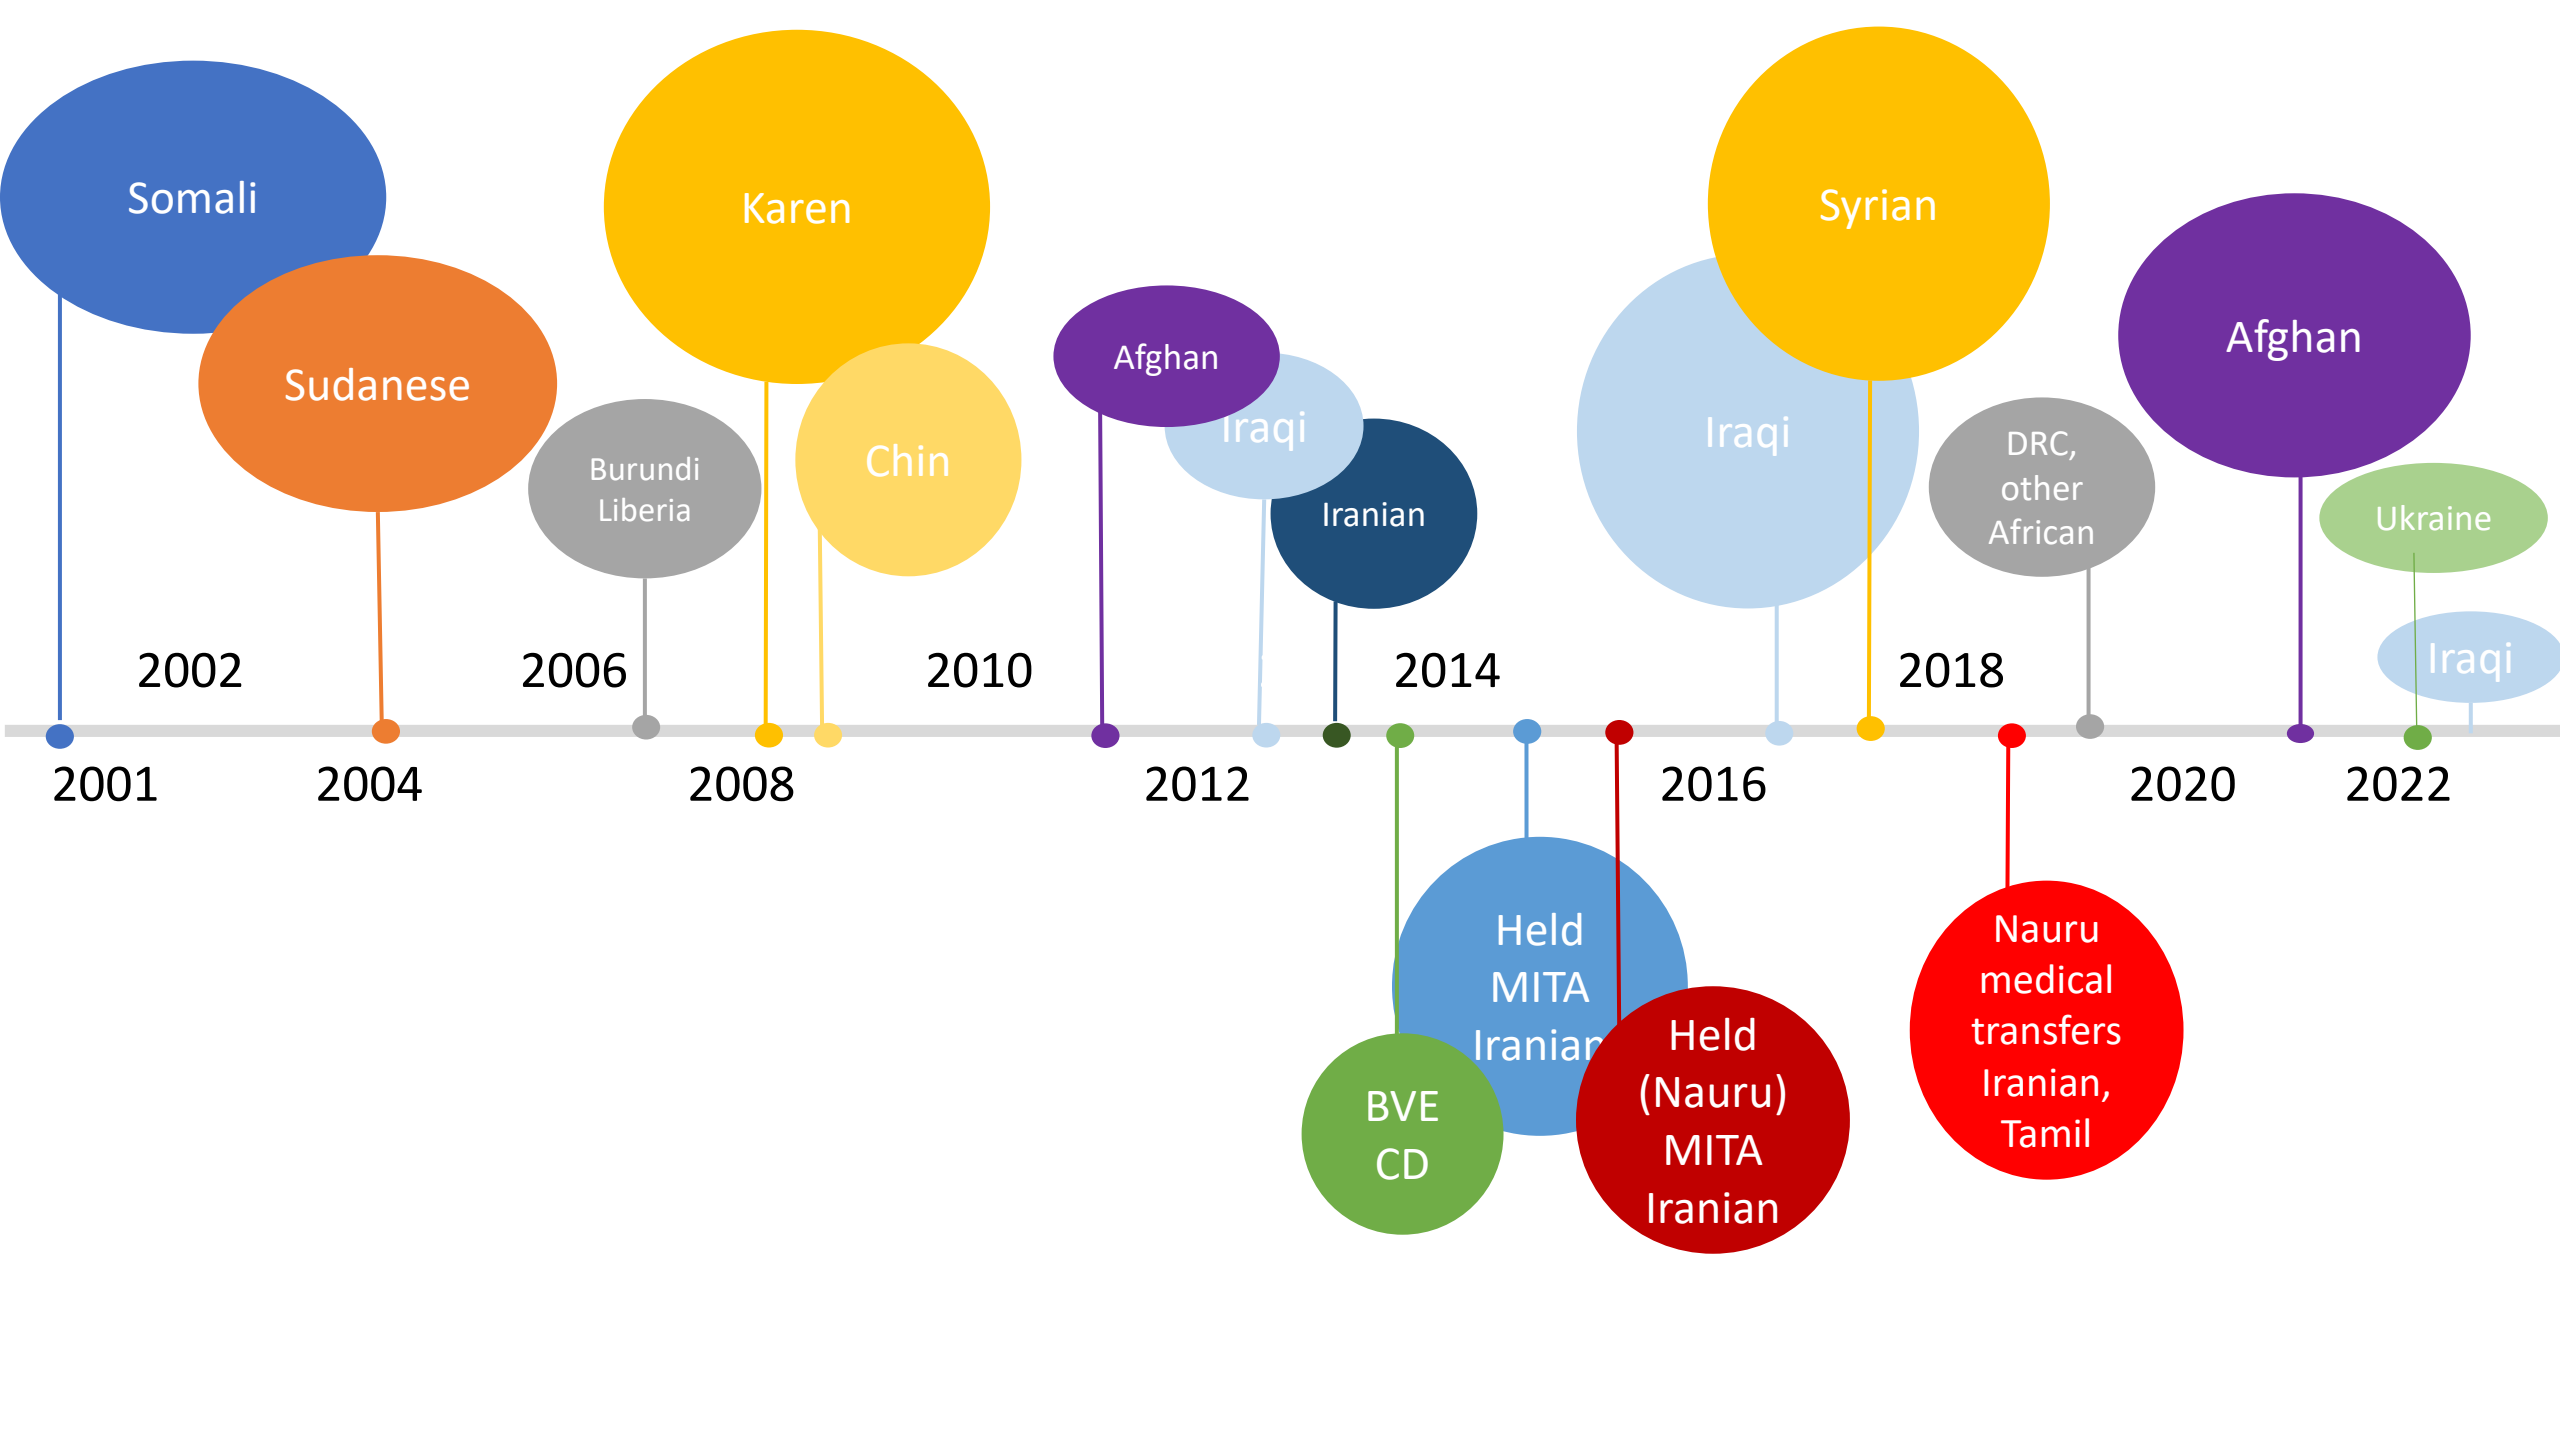 Somali
Sudanese
Burundi
Liberia
Karen
Chin
Afghan
Iraqi
Iranian
Iraqi
Syrian
DRC,
other
African
Afghan
Ukraine
Iraqi
2002
2006
2010
2014
2018
2001
2004
2008
2012
2016
2020
2022
BVE
CD
Held
MITA
Iranian
Held
(Nauru)
MITA
Iranian
Nauru
medical
transfers
Iranian,
Tamil